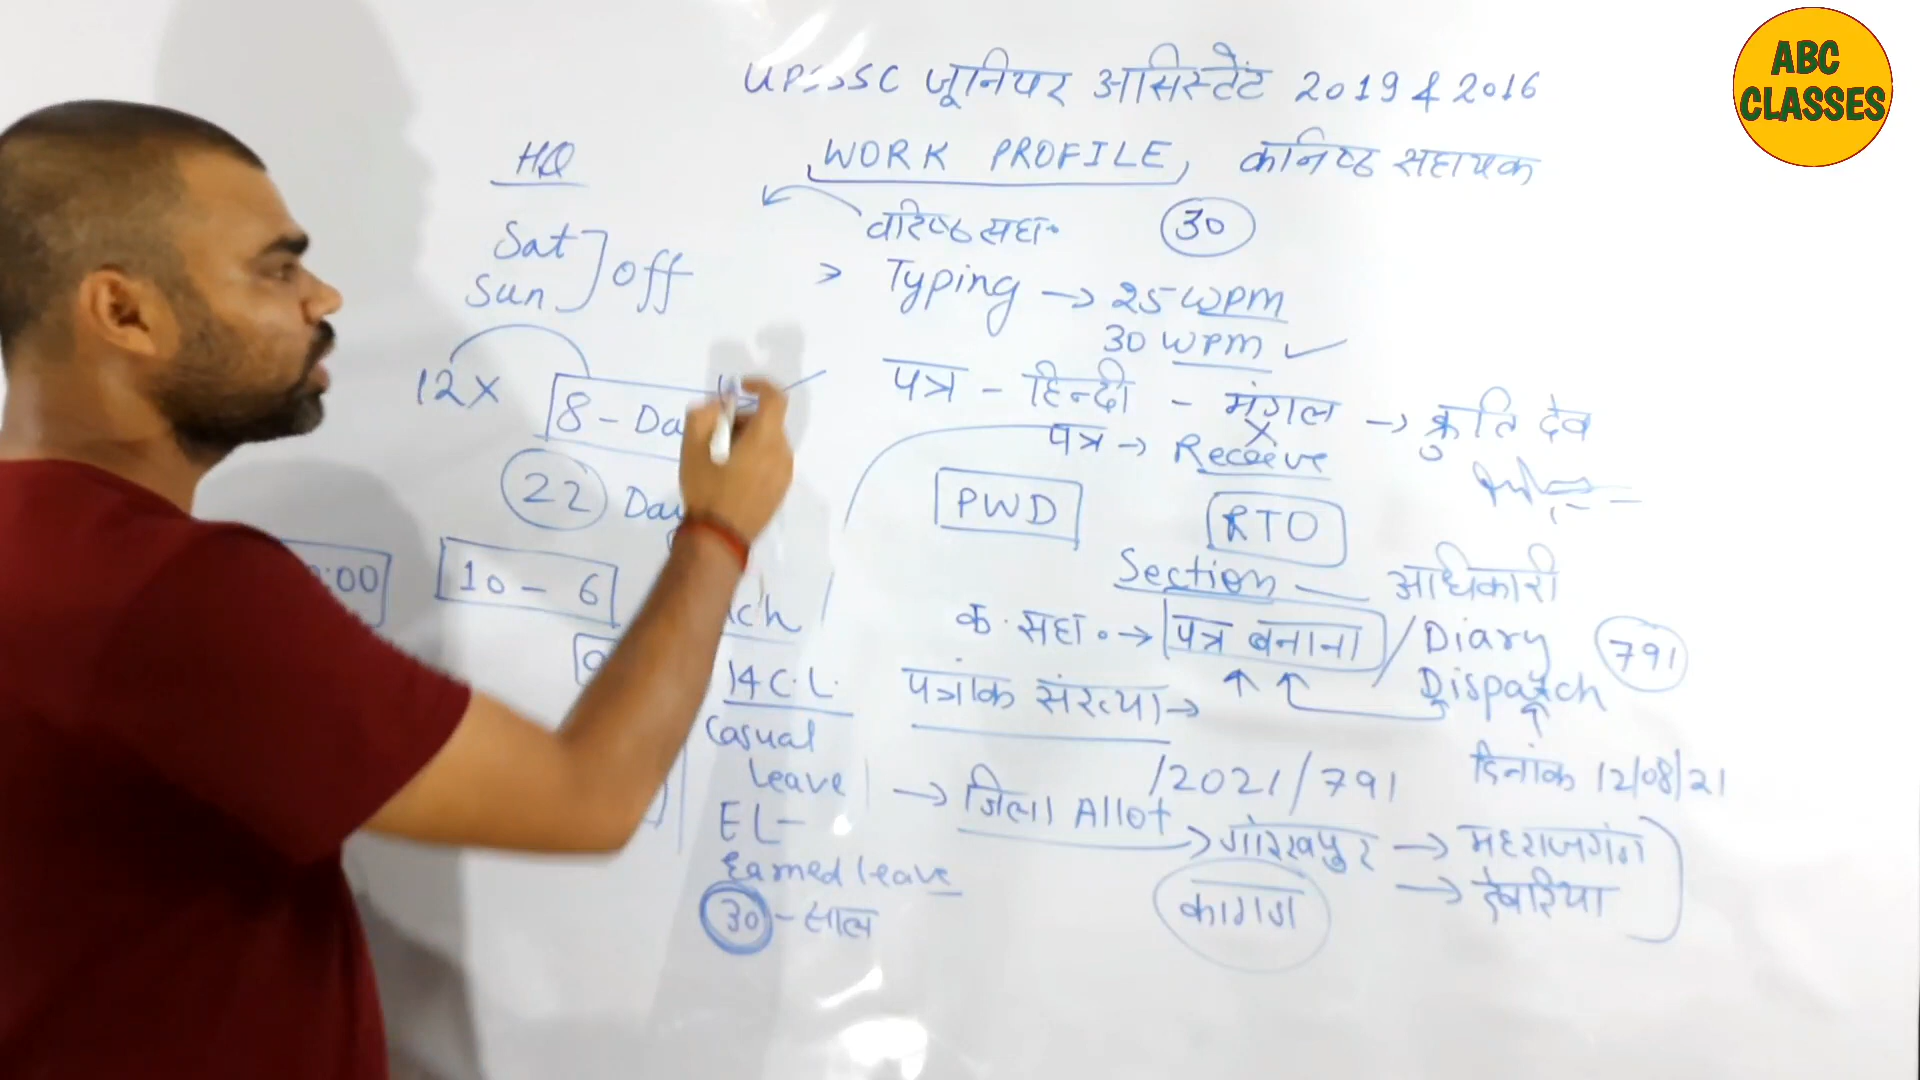 ABC
CLASSES
UPSSSC जूनियर असिस्टेंट 2019 & 2016
HQ
WORK PROFILE, कनिष्ठ सहायक
वरिष्ठ सहा.
30
Sat
Sun
off
> Typing → 25 WPM
30 WPM ✓
12x
8 - Da
पत्र - हिन्दी - मंगल → क्रुति देव
पत्र → Receive
22 Day
PWD
RTO
:00
10 - 6
Section — अधिकारी
क. सहा. → पत्र बनाना / Diary
Dispatch
791
14 C.L.
Casual
Leave
पत्रांक संख्या →
/2021/791
दिनांक 12/08/21
EL-
Earned Leave
30 - साल
→ जिला Allot → गोरखपुर → महराजगंज
→ देवरिया
कागज